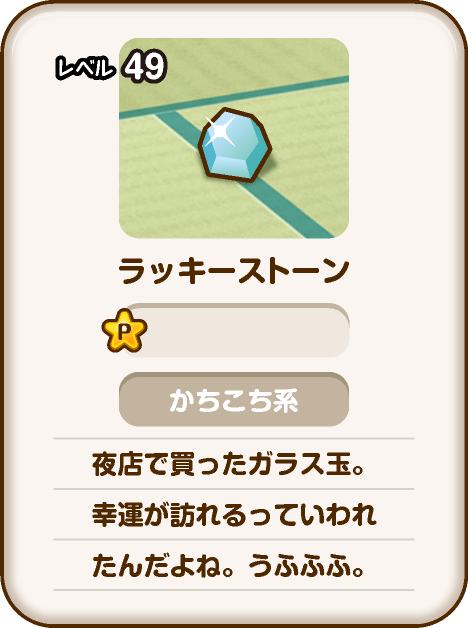 レベル 49
ラッキーストーン
P
かちこち系
夜店で買ったガラス玉。
幸運が訪れるっていわれ
たんだよね。うふふふ。